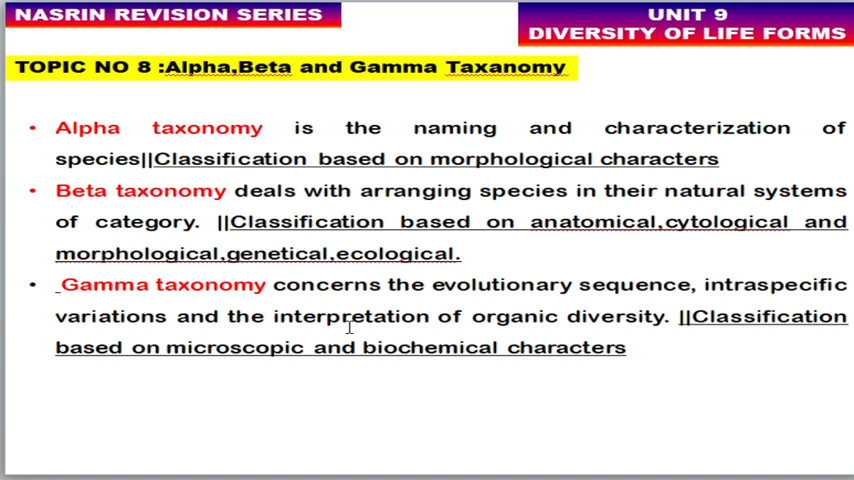 NASRIN REVISION SERIES
UNIT 9
DIVERSITY OF LIFE FORMS
TOPIC NO 8 :Alpha,Beta and Gamma Taxanomy
• Alpha taxonomy is the naming and characterization of
species||Classification based on morphological characters
• Beta taxonomy deals with arranging species in their natural systems
of category. ||Classification based on anatomical,cytological and
morphological,genetical,ecological.
• Gamma taxonomy concerns the evolutionary sequence, intraspecific
variations and the interpretation of organic diversity. ||Classification
based on microscopic and biochemical characters